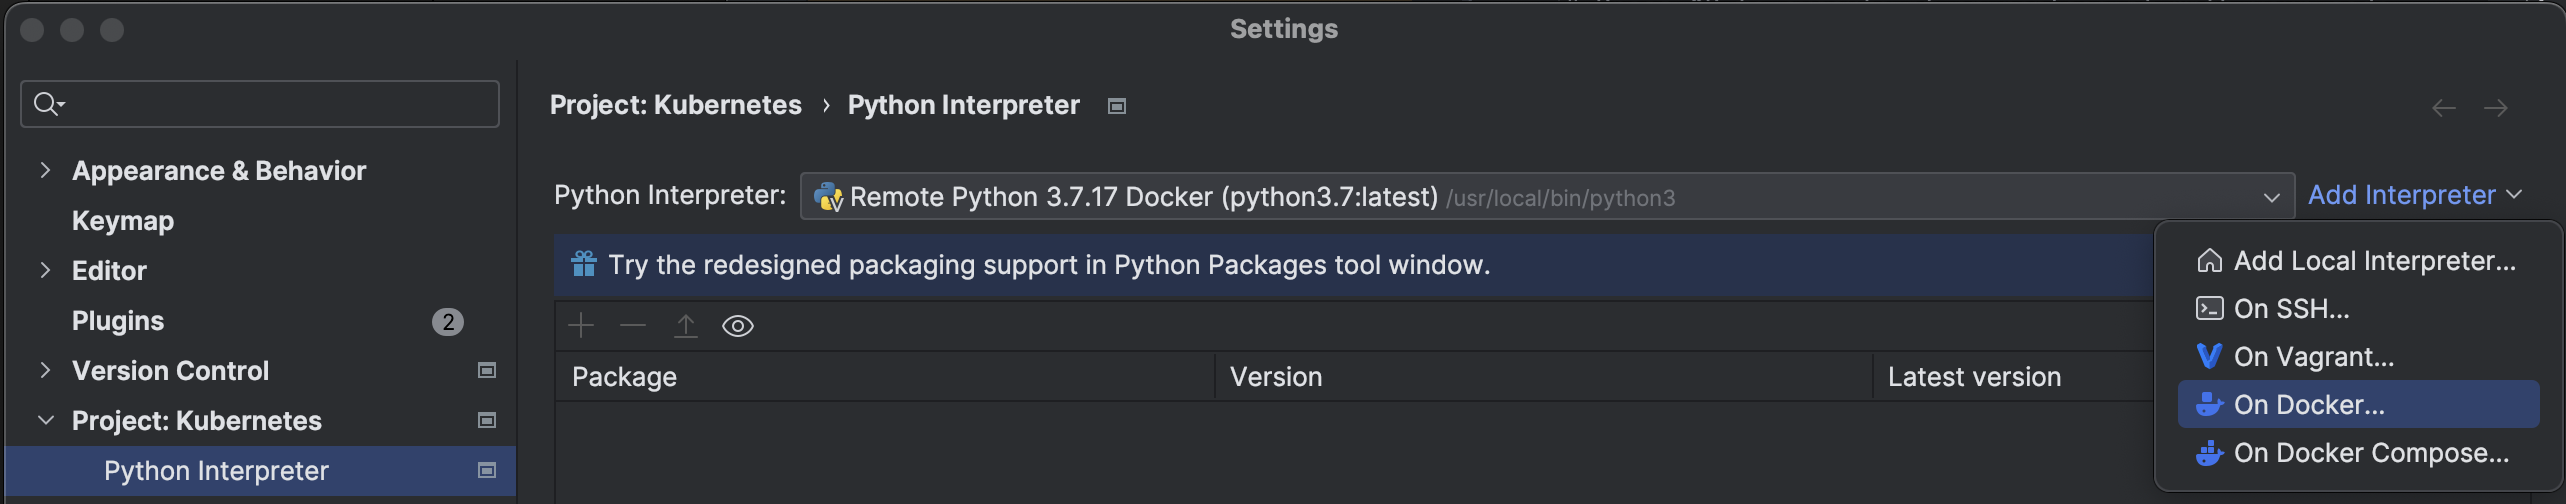 Settings
Project: Kubernetes › Python Interpreter
Appearance & Behavior
Keymap
Editor
Plugins 2
Version Control
Project: Kubernetes
Python Interpreter
Python Interpreter: Remote Python 3.7.17 Docker (python3.7:latest) /usr/local/bin/python3 Add Interpreter
Try the redesigned packaging support in Python Packages tool window.
Package Version Latest version
Add Local Interpreter...
On SSH...
On Vagrant...
On Docker...
On Docker Compose...